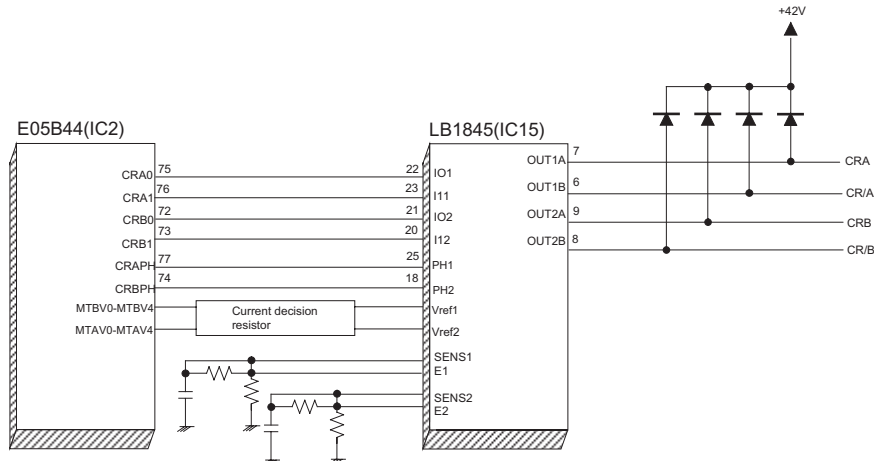 +42V
E05B44(IC2)
LB1845(IC15)
CRA0 75 22 IO1 OUT1A 7 CRA
CRA1 76 23 I11 OUT1B 6 CR/A
CRB0 72 21 IO2 OUT2A 9 CRB
CRB1 73 20 I12 OUT2B 8 CR/B
CRAPH 77 25 PH1
CRBPH 74 18 PH2
MTBV0-MTBV4 Current decision Vref1
MTAV0-MTAV4 resistor Vref2
SENS1
E1
SENS2
E2